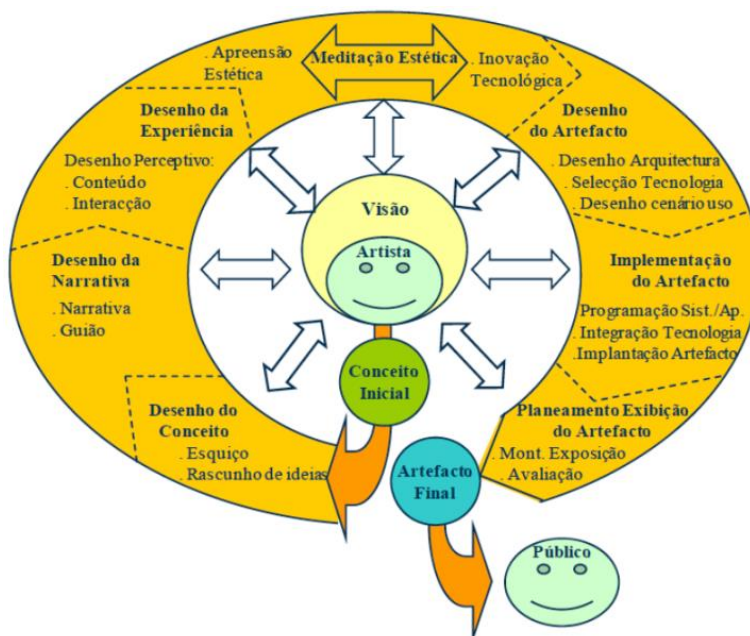 . Apreensão
Estética
Meditação Estética
. Inovação
Tecnológica
Desenho da
Experiência
Desenho Perceptivo:
. Conteúdo
. Interacção
Desenho
do Artefacto
. Desenho Arquitectura
. Selecção Tecnologia
. Desenho cenário uso
Visão
Artista
Desenho da
Narrativa
. Narrativa
. Guião
Implementação
do Artefacto
. Programação Sist./Ap.
. Integração Tecnologia
. Implantação Artefacto
Conceito
Inicial
Desenho do
Conceito
. Esquiço
. Rascunho de ideias
Planeamento Exibição
do Artefacto
. Mont. Exposição
. Avaliação
Artefacto
Final
Público